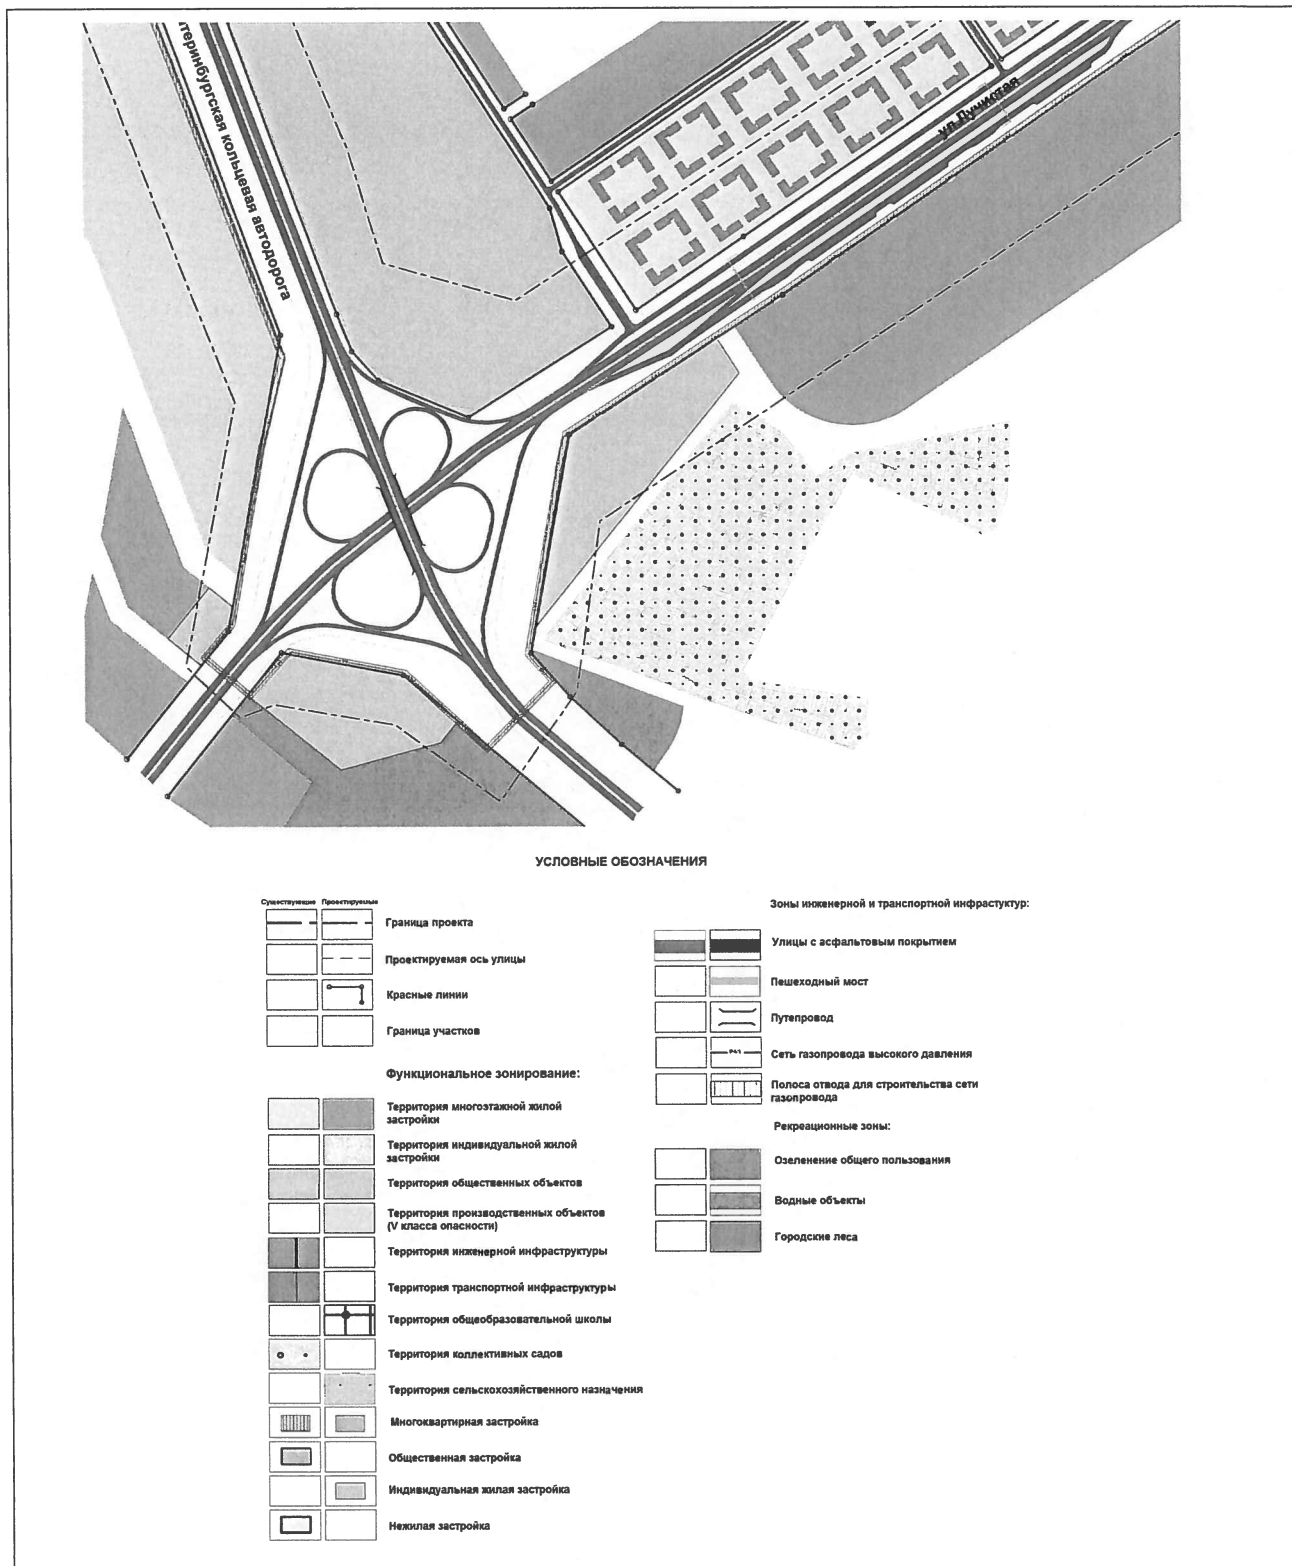 теринбургская кольцевая автодорога
ул Лучистая
УСЛОВНЫЕ ОБОЗНАЧЕНИЯ
Существующие Проектируемые
Граница проекта
Проектируемая ось улицы
Красные линии
Граница участков
Функциональное зонирование:
Территория многоэтажной жилой
застройки
Территория индивидуальной жилой
застройки
Территория общественных объектов
Территория производственных объектов
(V класса опасности)
Территория инженерной инфраструктуры
Территория транспортной инфраструктуры
Территория общеобразовательной школы
Территория коллективных садов
Территория сельскохозяйственного назначения
Многоквартирная застройка
Общественная застройка
Индивидуальная жилая застройка
Нежилая застройка
Зоны инженерной и транспортной инфраструктур:
Улицы с асфальтовым покрытием
Пешеходный мост
Путепровод
Сеть газопровода высокого давления
Полоса отвода для строительства сети
газопровода
Рекреационные зоны:
Озеленение общего пользования
Водные объекты
Городские леса